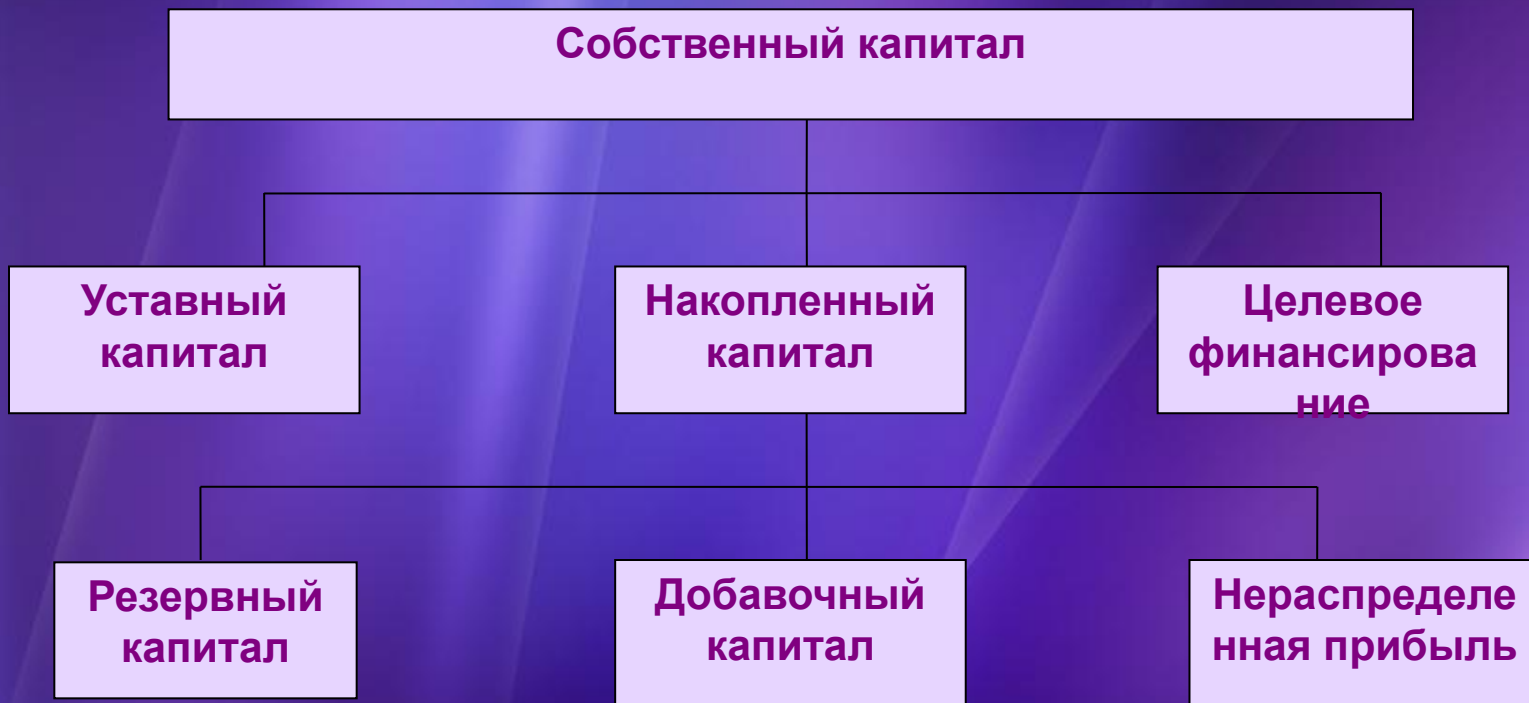 Собственный капитал
Уставный
капитал
Накопленный
капитал
Целевое
финансирова
ние
Резервный
капитал
Добавочный
капитал
Нераспределе
нная прибыль